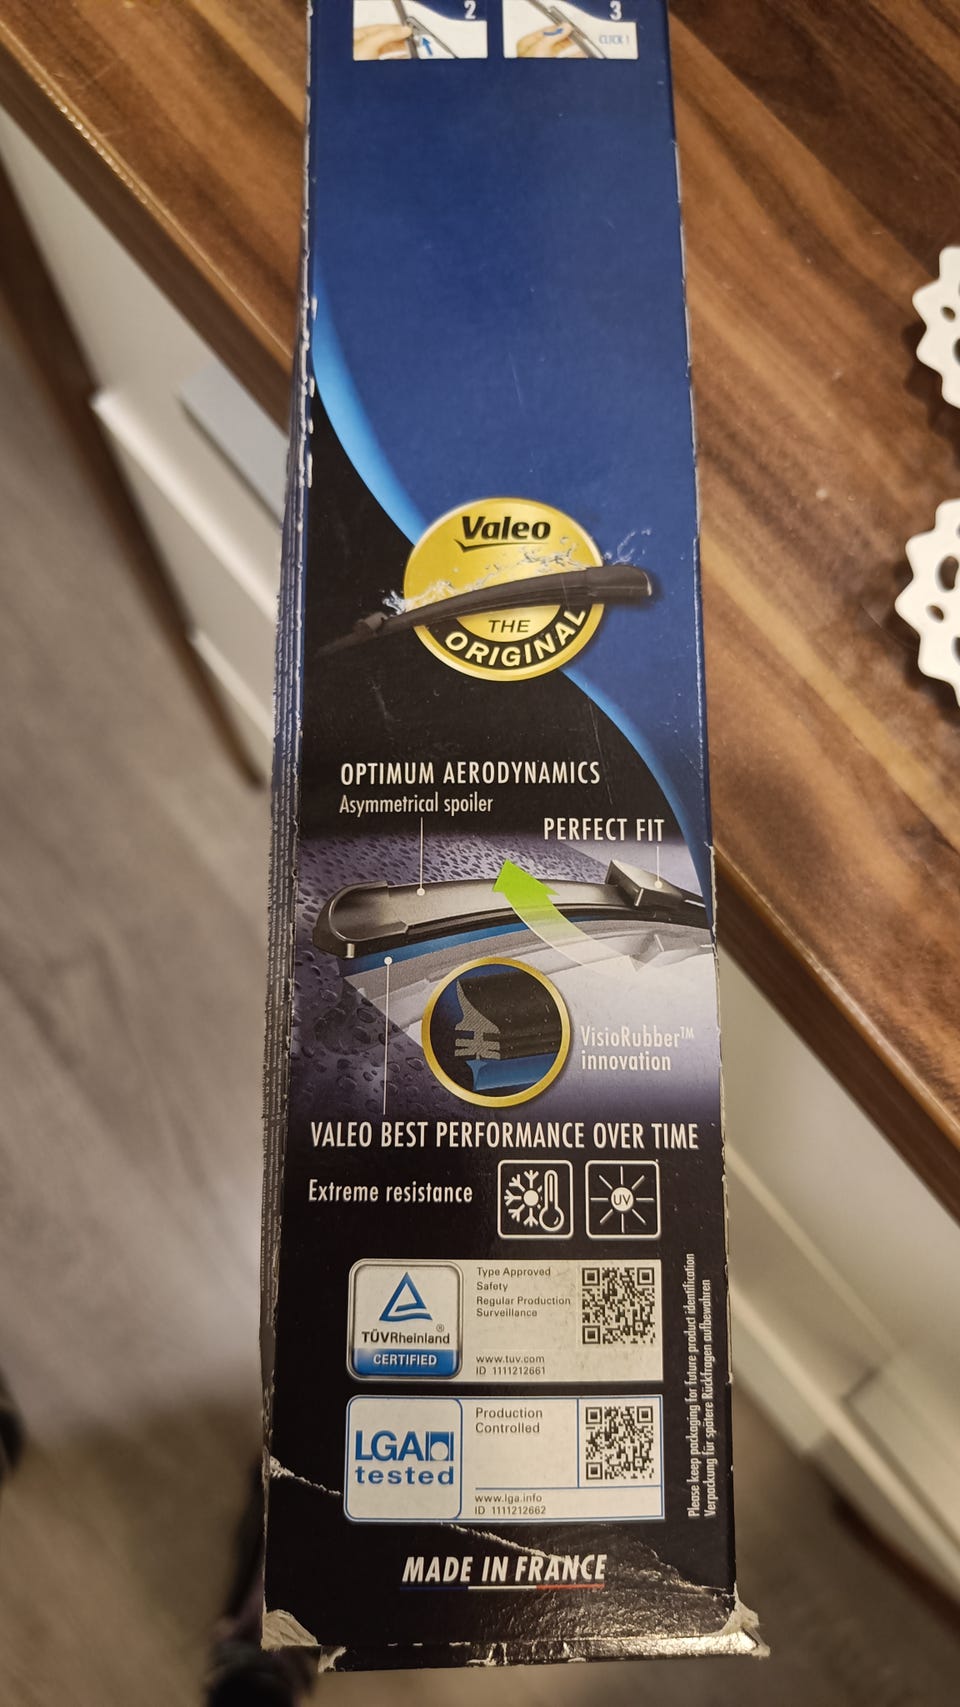 2
3
CLICK !
Valeo
THE
ORIGINAL
OPTIMUM AERODYNAMICS
Asymmetrical spoiler
PERFECT FIT
VisioRubber™
innovation
VALEO BEST PERFORMANCE OVER TIME
Extreme resistance
UV
TÜVRheinland®
CERTIFIED
Type Approved
Safety
Regular Production
Surveillance
www.tuv.com
ID 1111212661
LGA
tested
Production
Controlled
www.lga.info
ID 1111212662
Please keep packaging for future product identification
Verpackung für spätere Rückfragen aufbewahren
MADE IN FRANCE